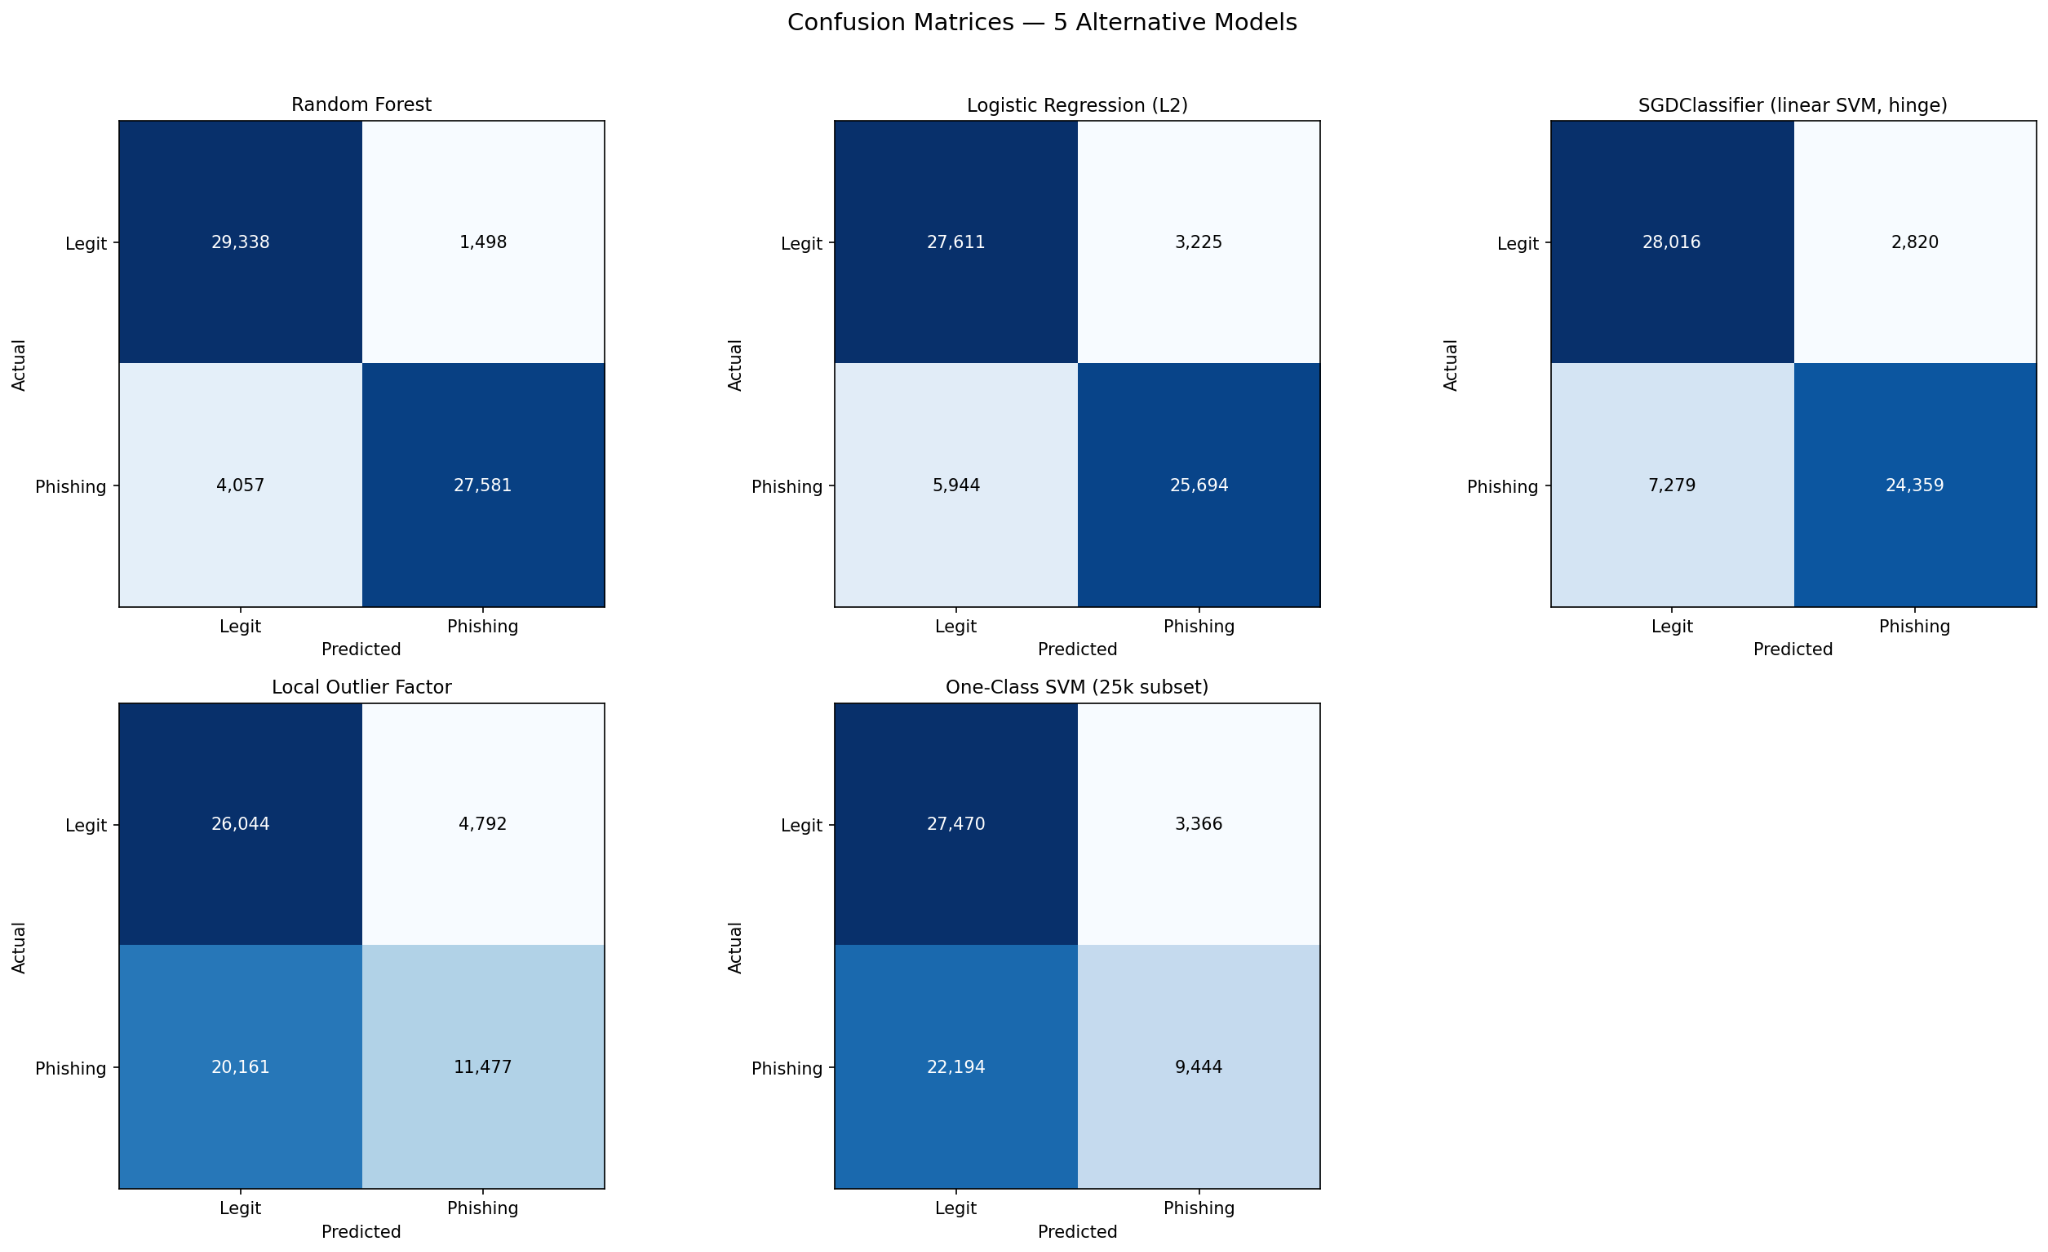 Confusion Matrices — 5 Alternative Models
Random Forest
Actual
Legit
29,338
1,498
Phishing
4,057
27,581
Legit
Phishing
Predicted
Logistic Regression (L2)
Actual
Legit
27,611
3,225
Phishing
5,944
25,694
Legit
Phishing
Predicted
SGDClassifier (linear SVM, hinge)
Actual
Legit
28,016
2,820
Phishing
7,279
24,359
Legit
Phishing
Predicted
Local Outlier Factor
Actual
Legit
26,044
4,792
Phishing
20,161
11,477
Legit
Phishing
Predicted
One-Class SVM (25k subset)
Actual
Legit
27,470
3,366
Phishing
22,194
9,444
Legit
Phishing
Predicted